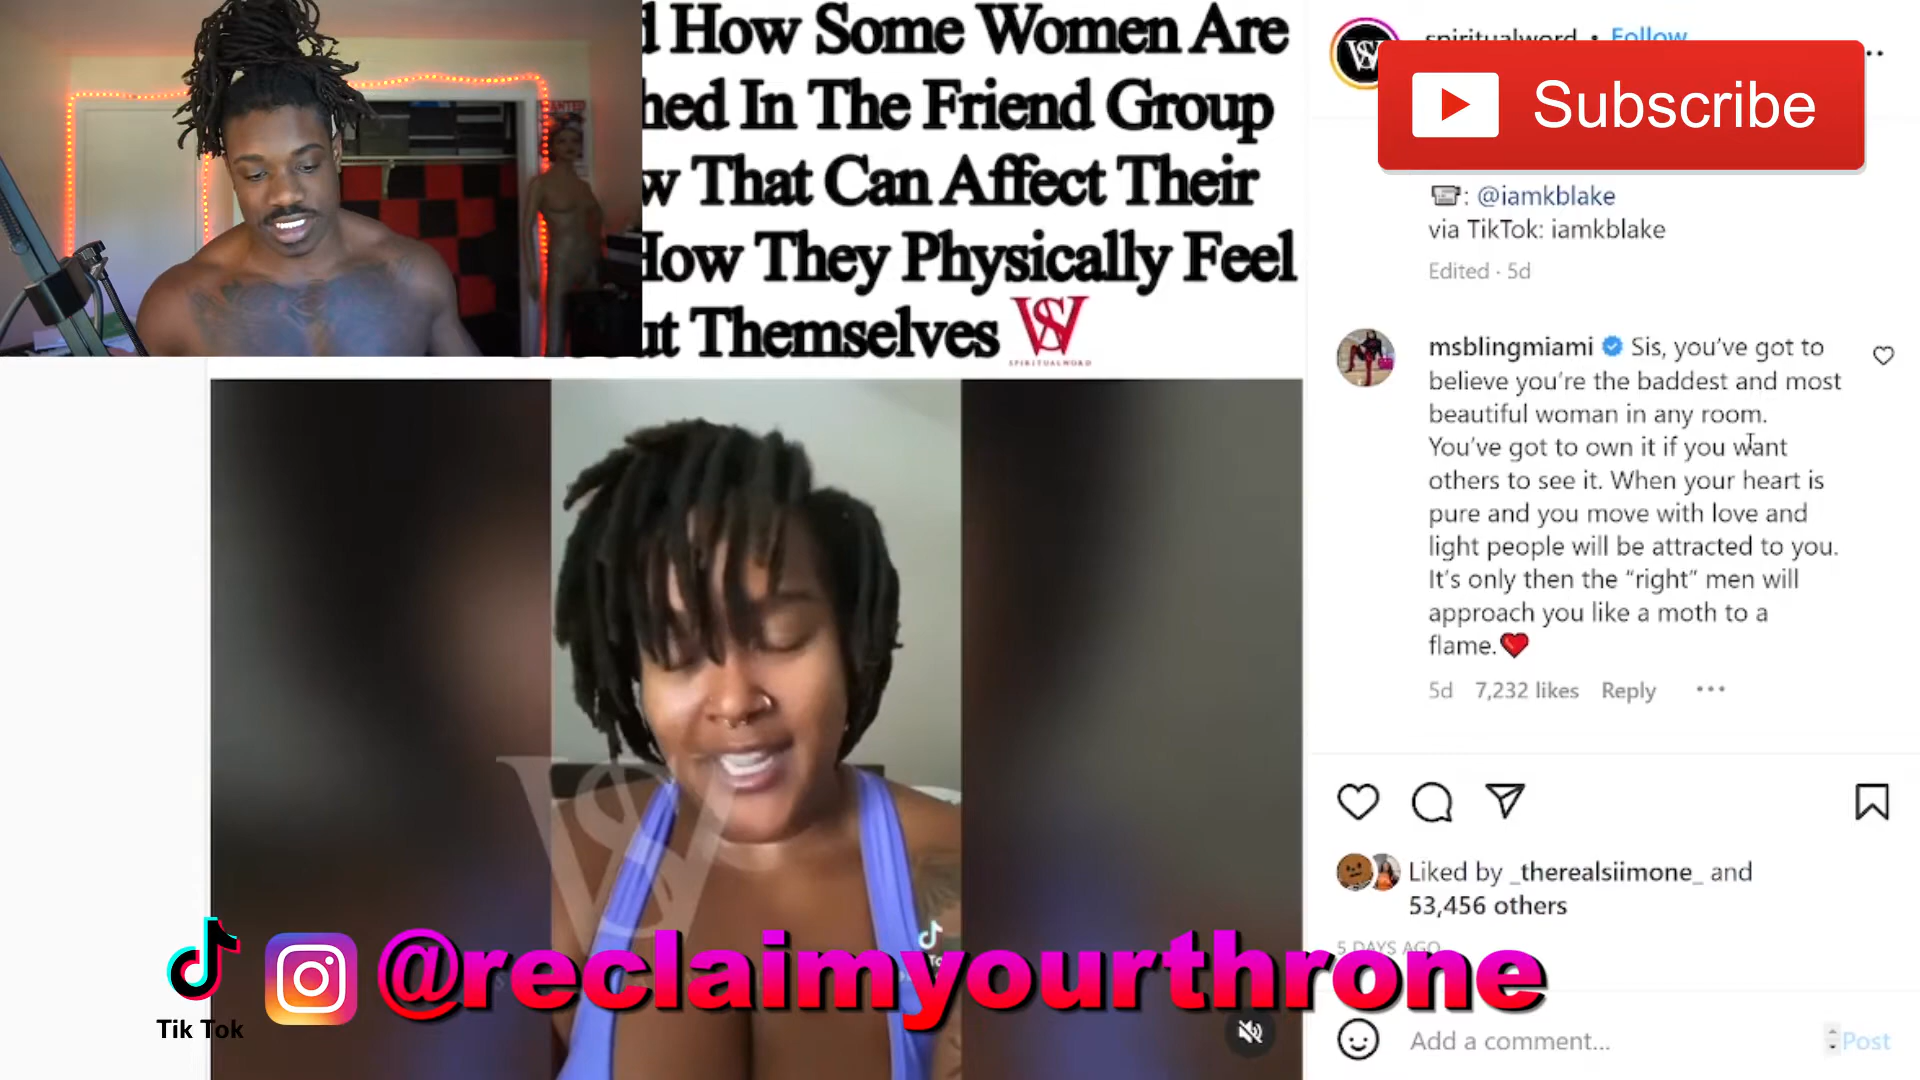 How Some Women Are
hed In The Friend Group
w That Can Affect Their
How They Physically Feel
ut Themselves
SPIRITUALWORD
spiritualword • Follow
Subscribe
: @iamkblake
via TikTok: iamkblake
Edited · 5d
msblingmiami Sis, you’ve got to
believe you’re the baddest and most
beautiful woman in any room.
You’ve got to own it if you want
others to see it. When your heart is
pure and you move with love and
light people will be attracted to you.
It’s only then the “right” men will
approach you like a moth to a
flame.❤️
5d 7,232 likes Reply
Liked by _therealsiimone_ and
53,456 others
5 DAYS AGO
Tik Tok
@reclaimyourthrone
Add a comment...
Post